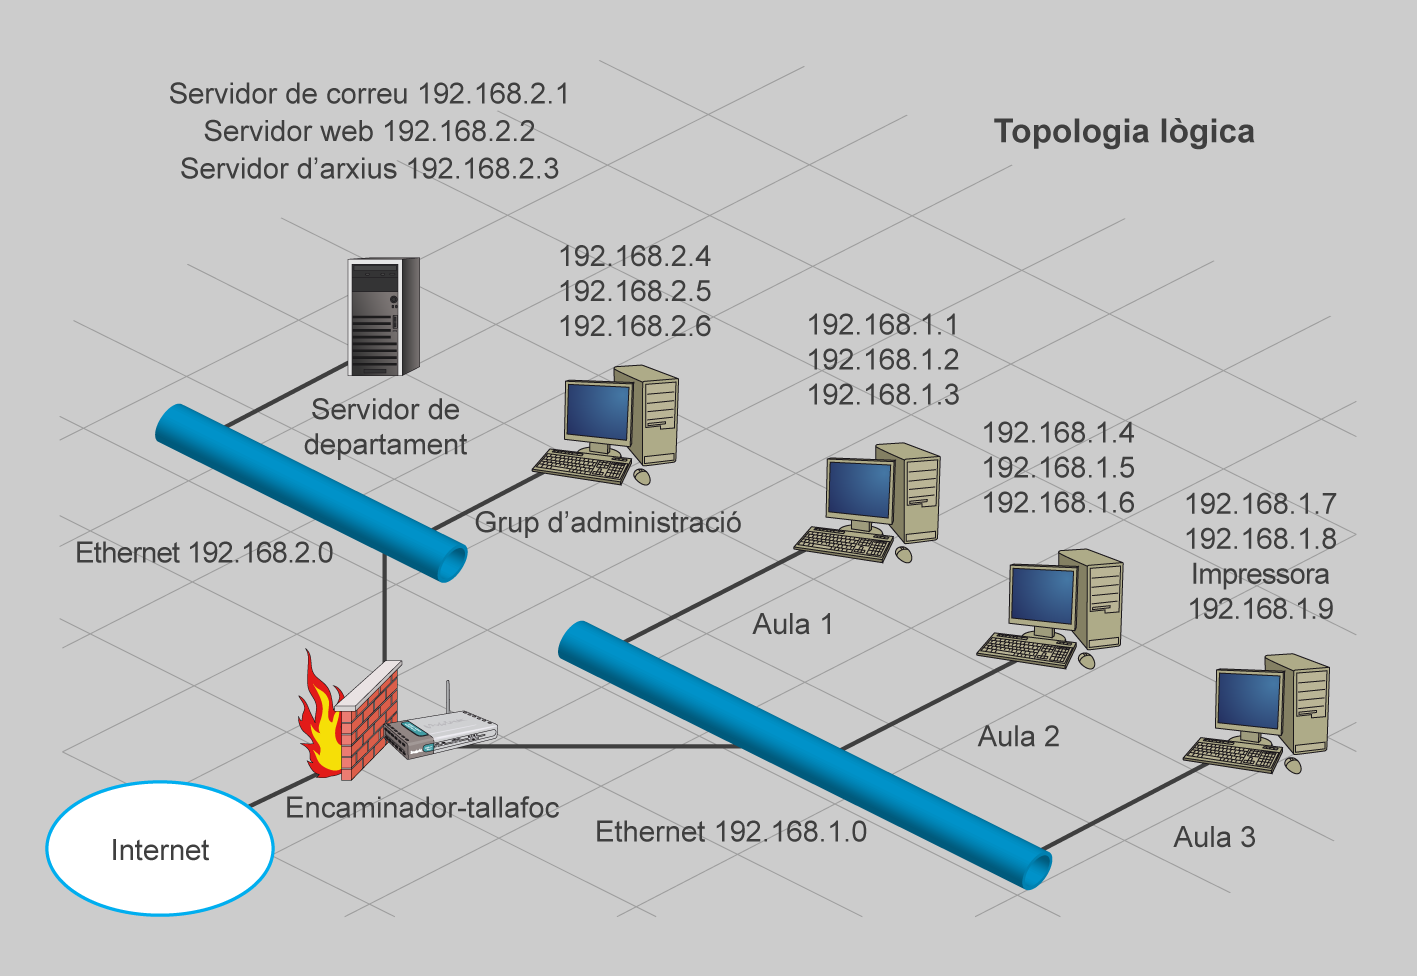 Servidor de correu 192.168.2.1
Servidor web 192.168.2.2
Servidor d’arxius 192.168.2.3
Topologia lògica
192.168.2.4
192.168.2.5
192.168.2.6
192.168.1.1
192.168.1.2
192.168.1.3
Servidor de
departament
192.168.1.4
192.168.1.5
192.168.1.6
192.168.1.7
192.168.1.8
Impressora
192.168.1.9
Grup d’administració
Ethernet 192.168.2.0
Aula 1
Aula 2
Encaminador-tallafoc
Ethernet 192.168.1.0
Aula 3
Internet